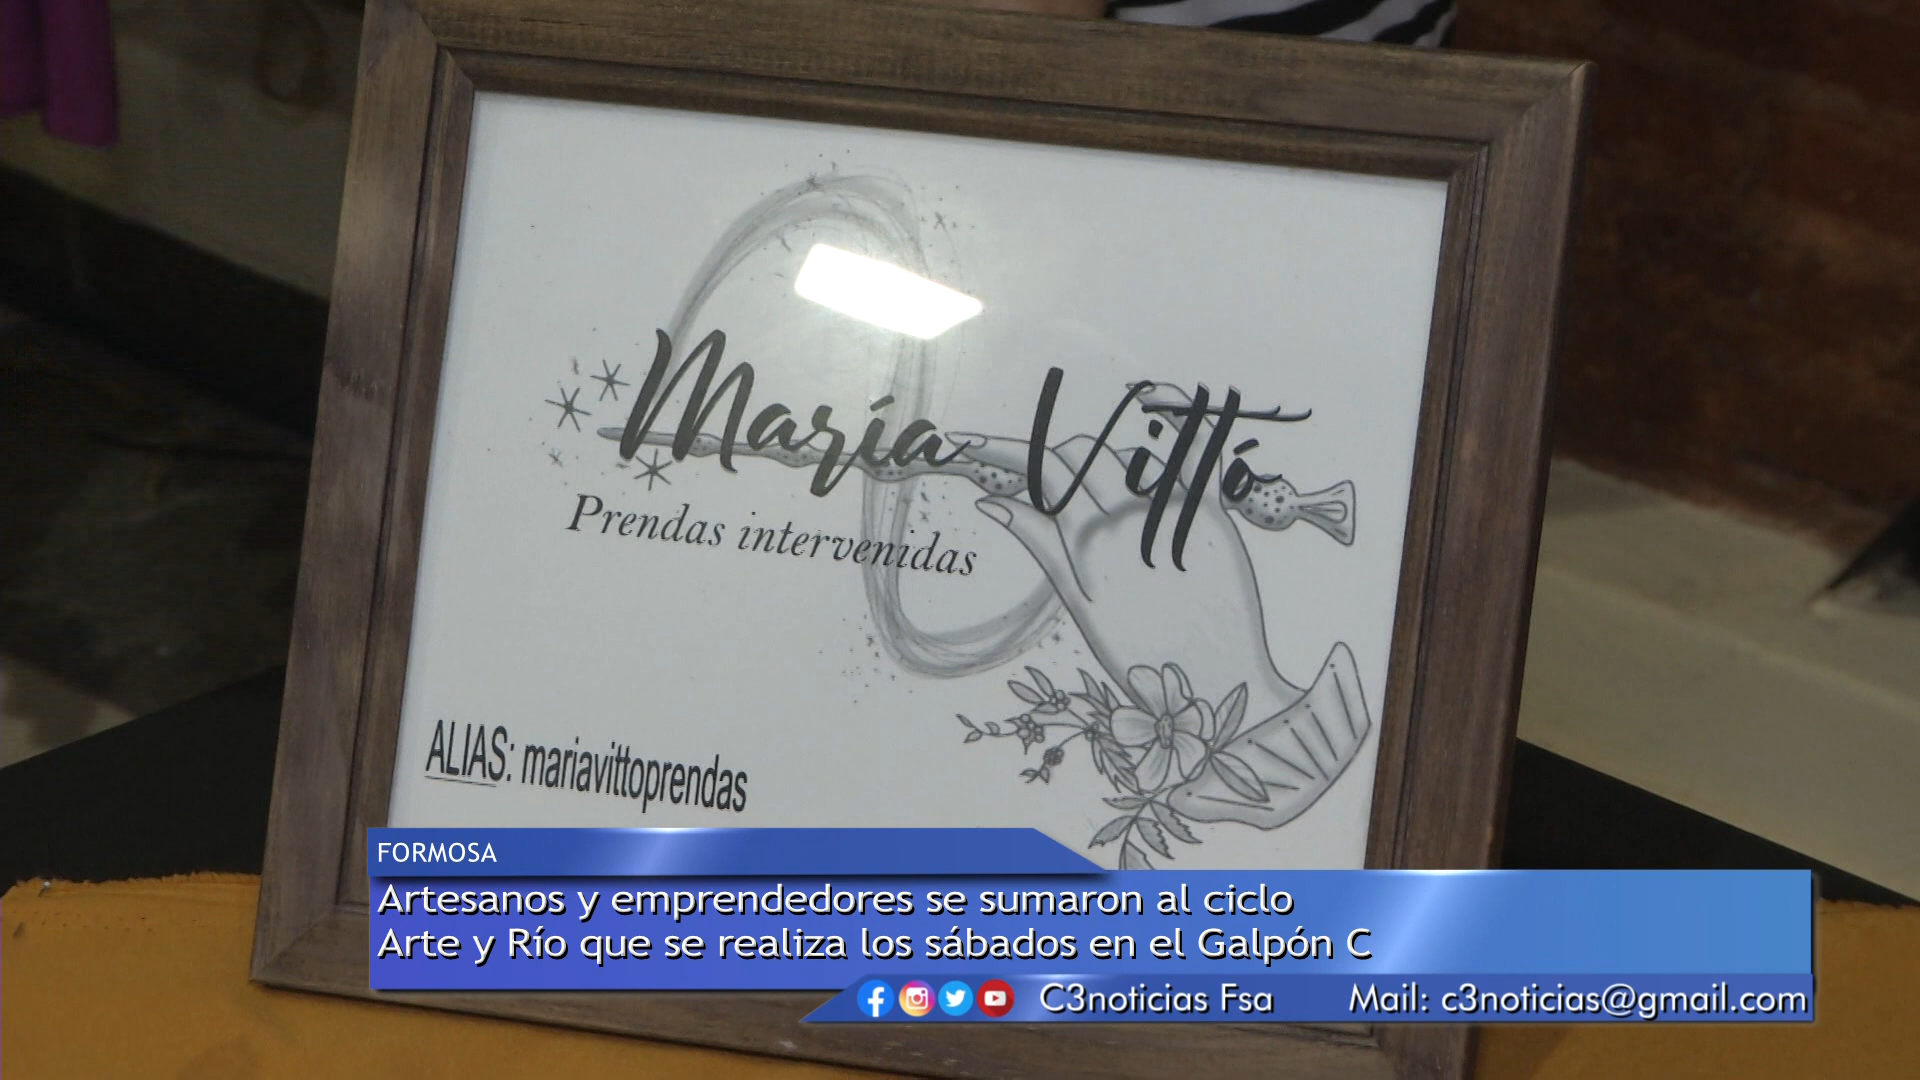 María Vittó
Prendas intervenidas
ALIAS: mariavittoprendas
FORMOSA
Artesanos y emprendedores se sumaron al ciclo
Arte y Río que se realiza los sábados en el Galpón C
C3noticias Fsa Mail: c3noticias@gmail.com